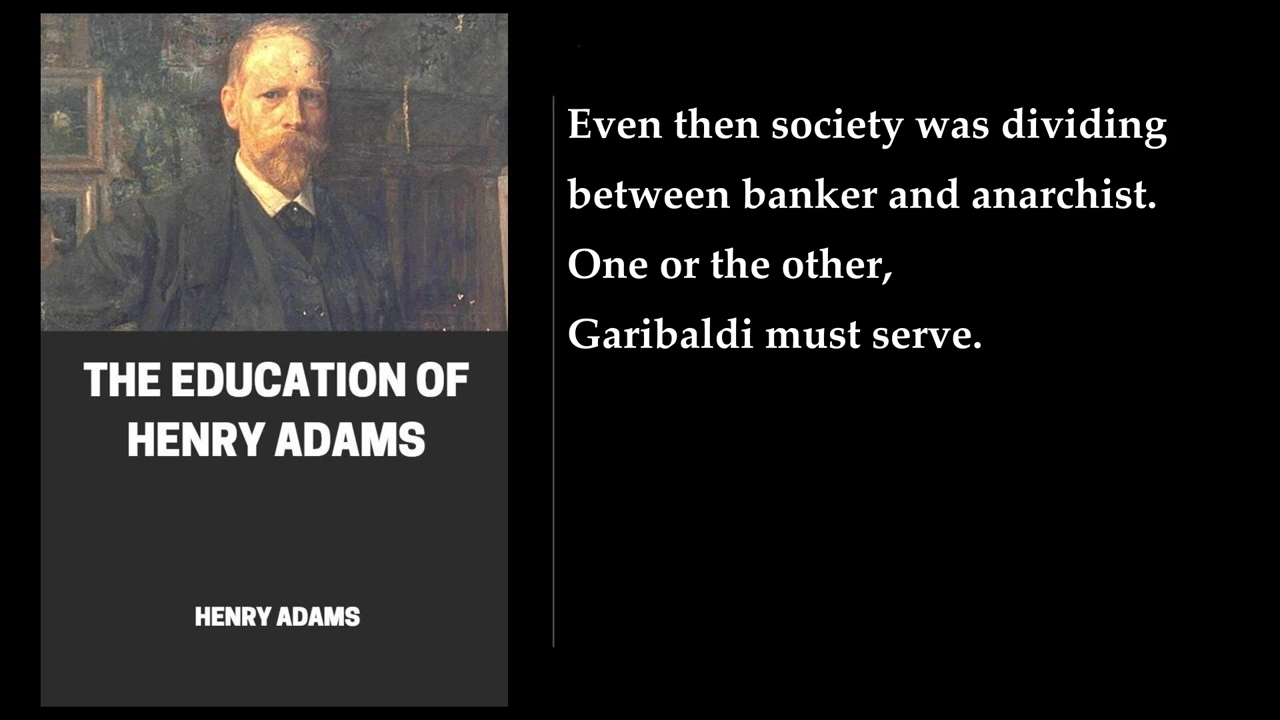 THE EDUCATION OF
HENRY ADAMS
HENRY ADAMS
Even then society was dividing
between banker and anarchist.
One or the other,
Garibaldi must serve.